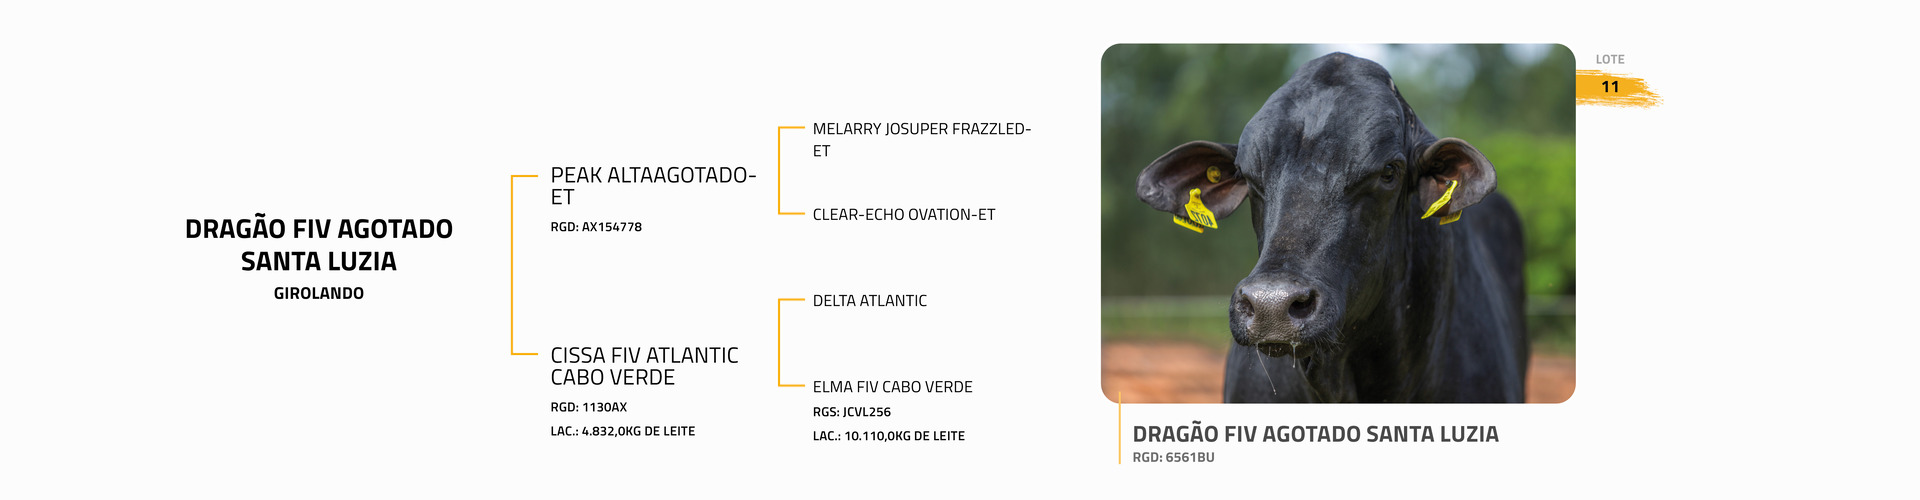 DRAGÃO FIV AGOTADO
SANTA LUZIA
GIROLANDO
PEAK ALTAAGOTADO-
ET
RGD: AX154778
CISSA FIV ATLANTIC
CABO VERDE
RGD: 1130AX
LAC.: 4.832,0KG DE LEITE
MELARRY JOSUPER FRAZZLED-
ET
CLEAR-ECHO OVATION-ET
DELTA ATLANTIC
ELMA FIV CABO VERDE
RGS: JCVL256
LAC.: 10.110,0KG DE LEITE
LOTE
11
DRAGÃO FIV AGOTADO SANTA LUZIA
RGD: 6561BU